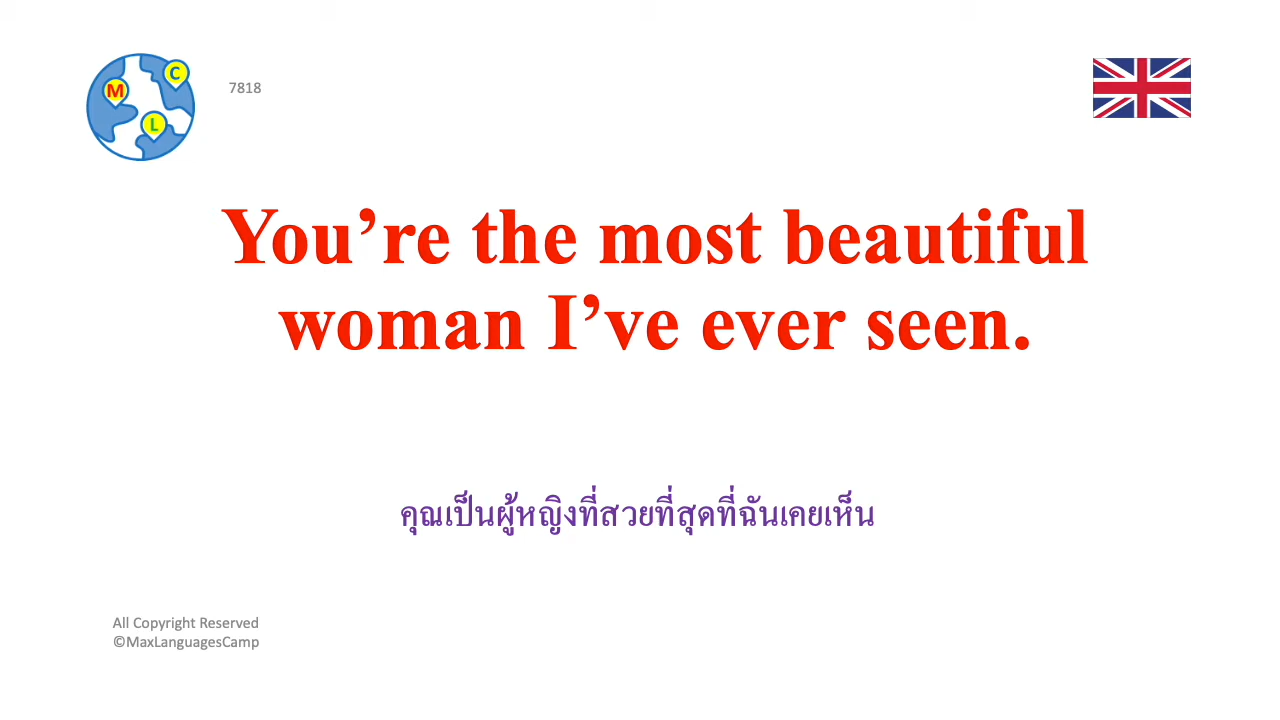 C
M
L
7818
You’re the most beautiful
woman I’ve ever seen.
คุณเป็นผู้หญิงที่สวยที่สุดที่ฉันเคยเห็น
All Copyright Reserved
©MaxLanguagesCamp